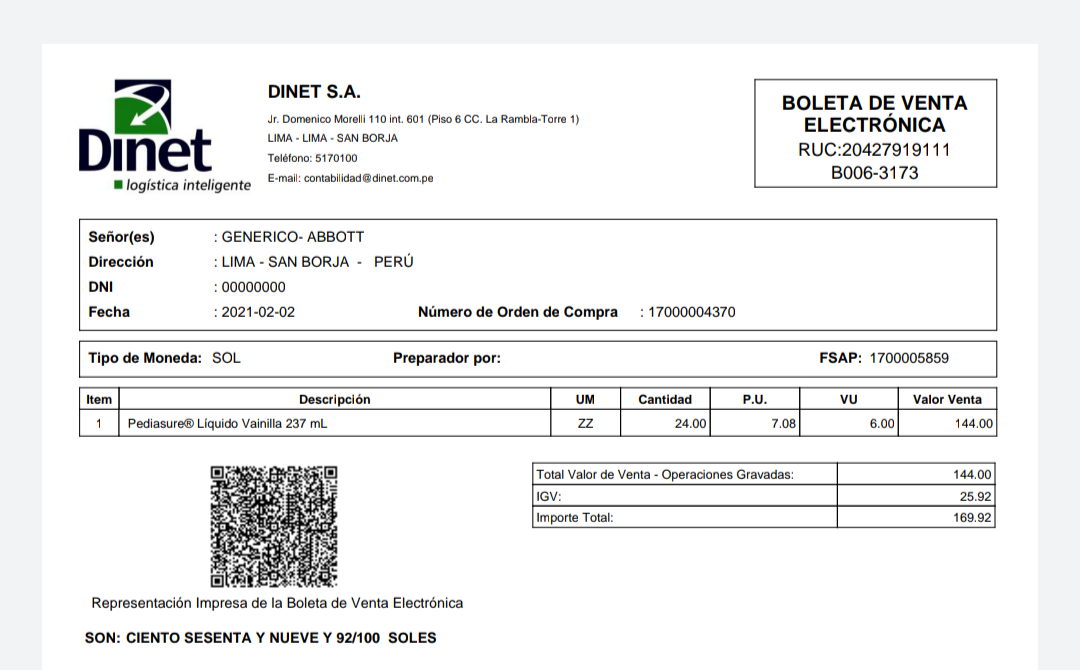 Dinet
logística inteligente
DINET S.A.
Jr. Domenico Morelli 110 int. 601 (Piso 6 CC. La Rambla-Torre 1)
LIMA - LIMA - SAN BORJA
Teléfono: 5170100
E-mail: contabilidad@dinet.com.pe
BOLETA DE VENTA
ELECTRÓNICA
RUC:20427919111
B006-3173
Señor(es) : GENERICO- ABBOTT
Dirección : LIMA - SAN BORJA - PERÚ
DNI : 00000000
Fecha : 2021-02-02 Número de Orden de Compra : 17000004370
Tipo de Moneda: SOL Preparador por: FSAP: 1700005859
Item Descripción UM Cantidad P.U. VU Valor Venta
1 Pediasure® Líquido Vainilla 237 mL ZZ 24.00 7.08 6.00 144.00
Total Valor de Venta - Operaciones Gravadas: 144.00
IGV: 25.92
Importe Total: 169.92
Representación Impresa de la Boleta de Venta Electrónica
SON: CIENTO SESENTA Y NUEVE Y 92/100 SOLES